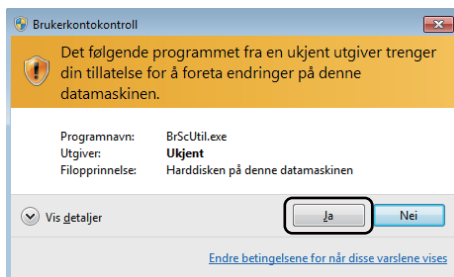 Brukerkontokontroll
Det følgende programmet fra en ukjent utgiver trenger
din tillatelse for å foreta endringer på denne
datamaskinen.
Programnavn: BrScUtil.exe
Utgiver: Ukjent
Filopprinnelse: Harddisken på denne datamaskinen
Vis detaljer Ja Nei
Endre betingelsene for når disse varslene vises